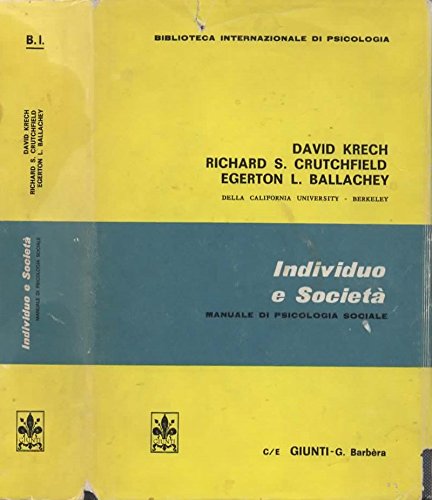 B.I.
DAVID KRECH
RICHARD S. CRUTCHFIELD
EGERTON L. BALLACHEY
Individuo e Società
MANUALE DI PSICOLOGIA SOCIALE
BIBLIOTECA INTERNAZIONALE DI PSICOLOGIA
DAVID KRECH
RICHARD S. CRUTCHFIELD
EGERTON L. BALLACHEY
DELLA CALIFORNIA UNIVERSITY - BERKELEY
Individuo
e Società
MANUALE DI PSICOLOGIA SOCIALE
C/E GIUNTI-G. Barbèra